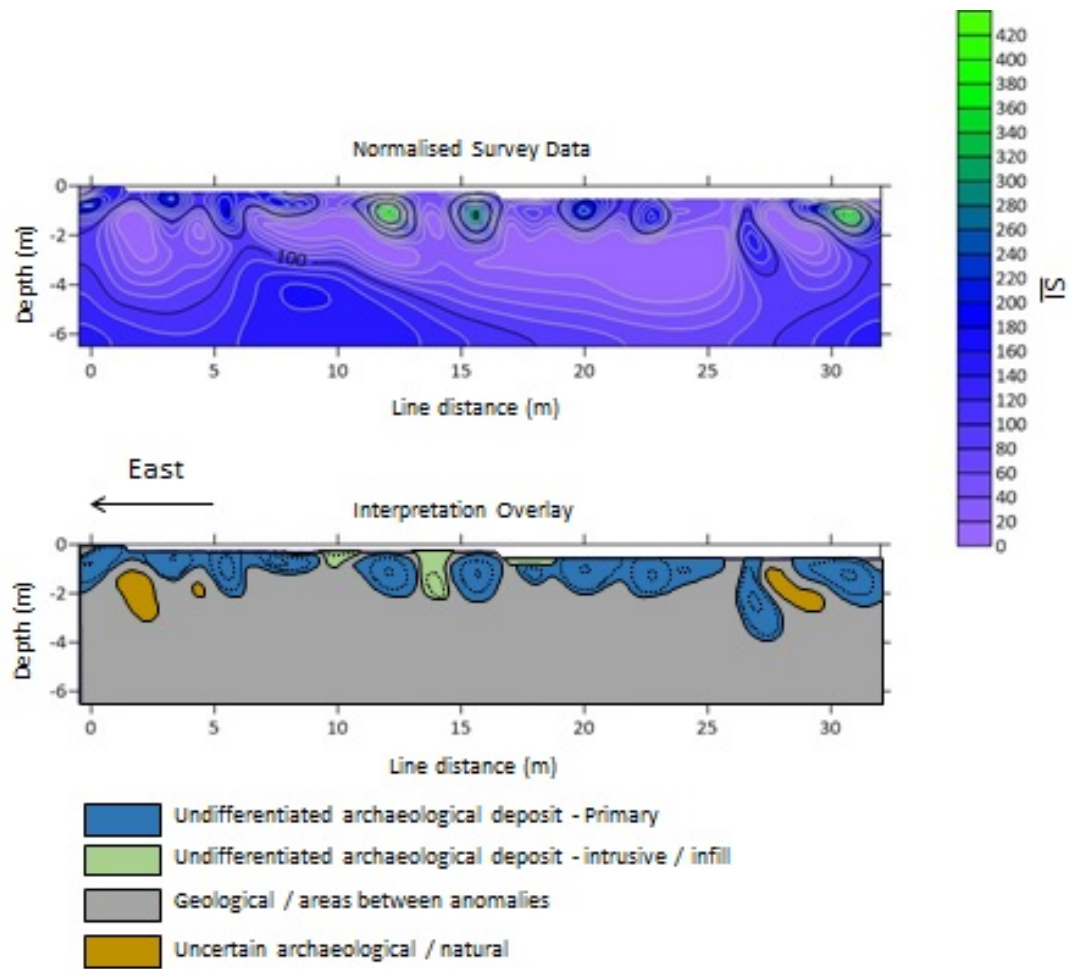 Normalised Survey Data
0
-2
-4
-6
Depth (m)
100
0 5 10 15 20 25 30
Line distance (m)
420
400
380
360
340
320
300
280
260
240
220
200
180
160
140
120
100
80
60
40
20
0
SI
East
Interpretation Overlay
0
-2
-4
-6
Depth (m)
0 5 10 15 20 25 30
Line distance (m)
Undifferentiated archaeological deposit - Primary
Undifferentiated archaeological deposit - intrusive / infill
Geological / areas between anomalies
Uncertain archaeological / natural